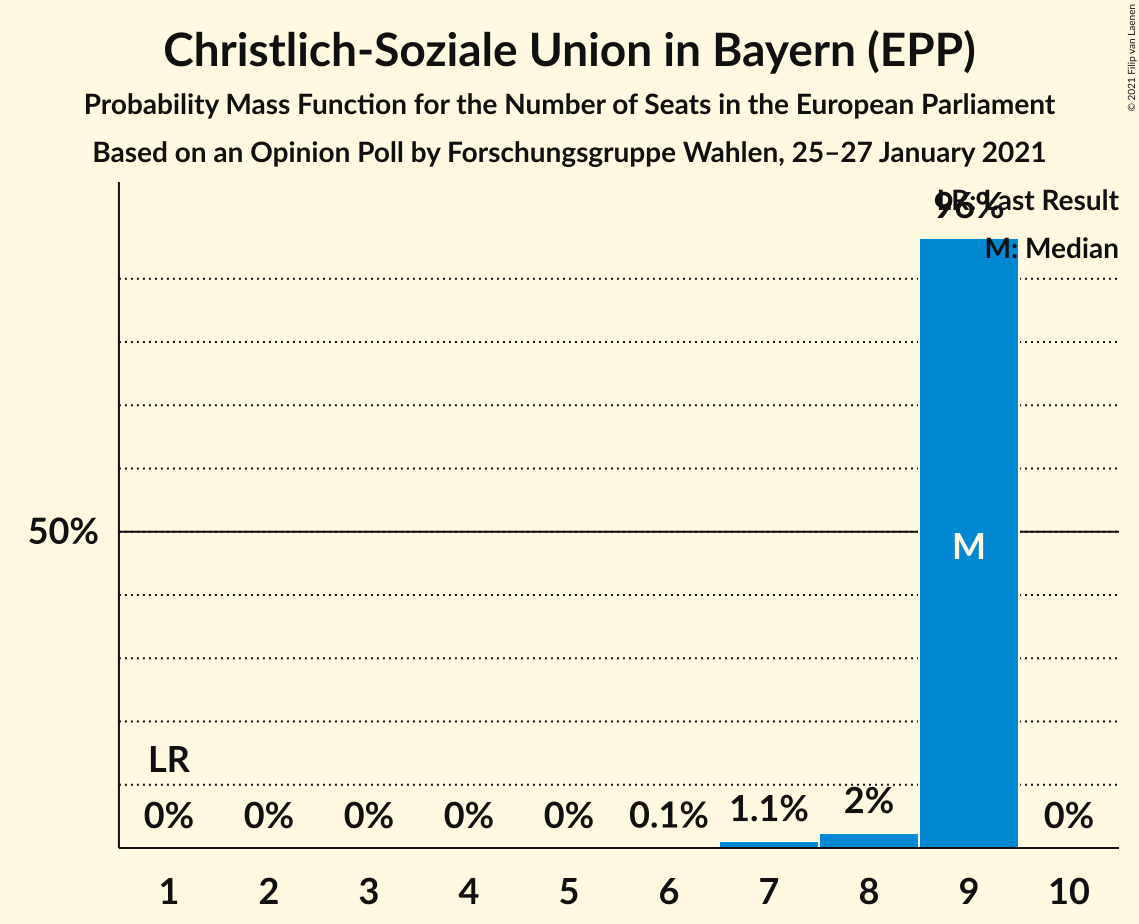 Christlich-Soziale Union in Bayern (EPP)
Probability Mass Function for the Number of Seats in the European Parliament
Based on an Opinion Poll by Forschungsgruppe Wahlen, 25–27 January 2021
© 2021 Filip van Laenen
LR: Last Result
96%
M: Median
50%
M
LR
0% 0% 0% 0% 0% 0.1% 1.1% 2% 0%
1 2 3 4 5 6 7 8 9 10